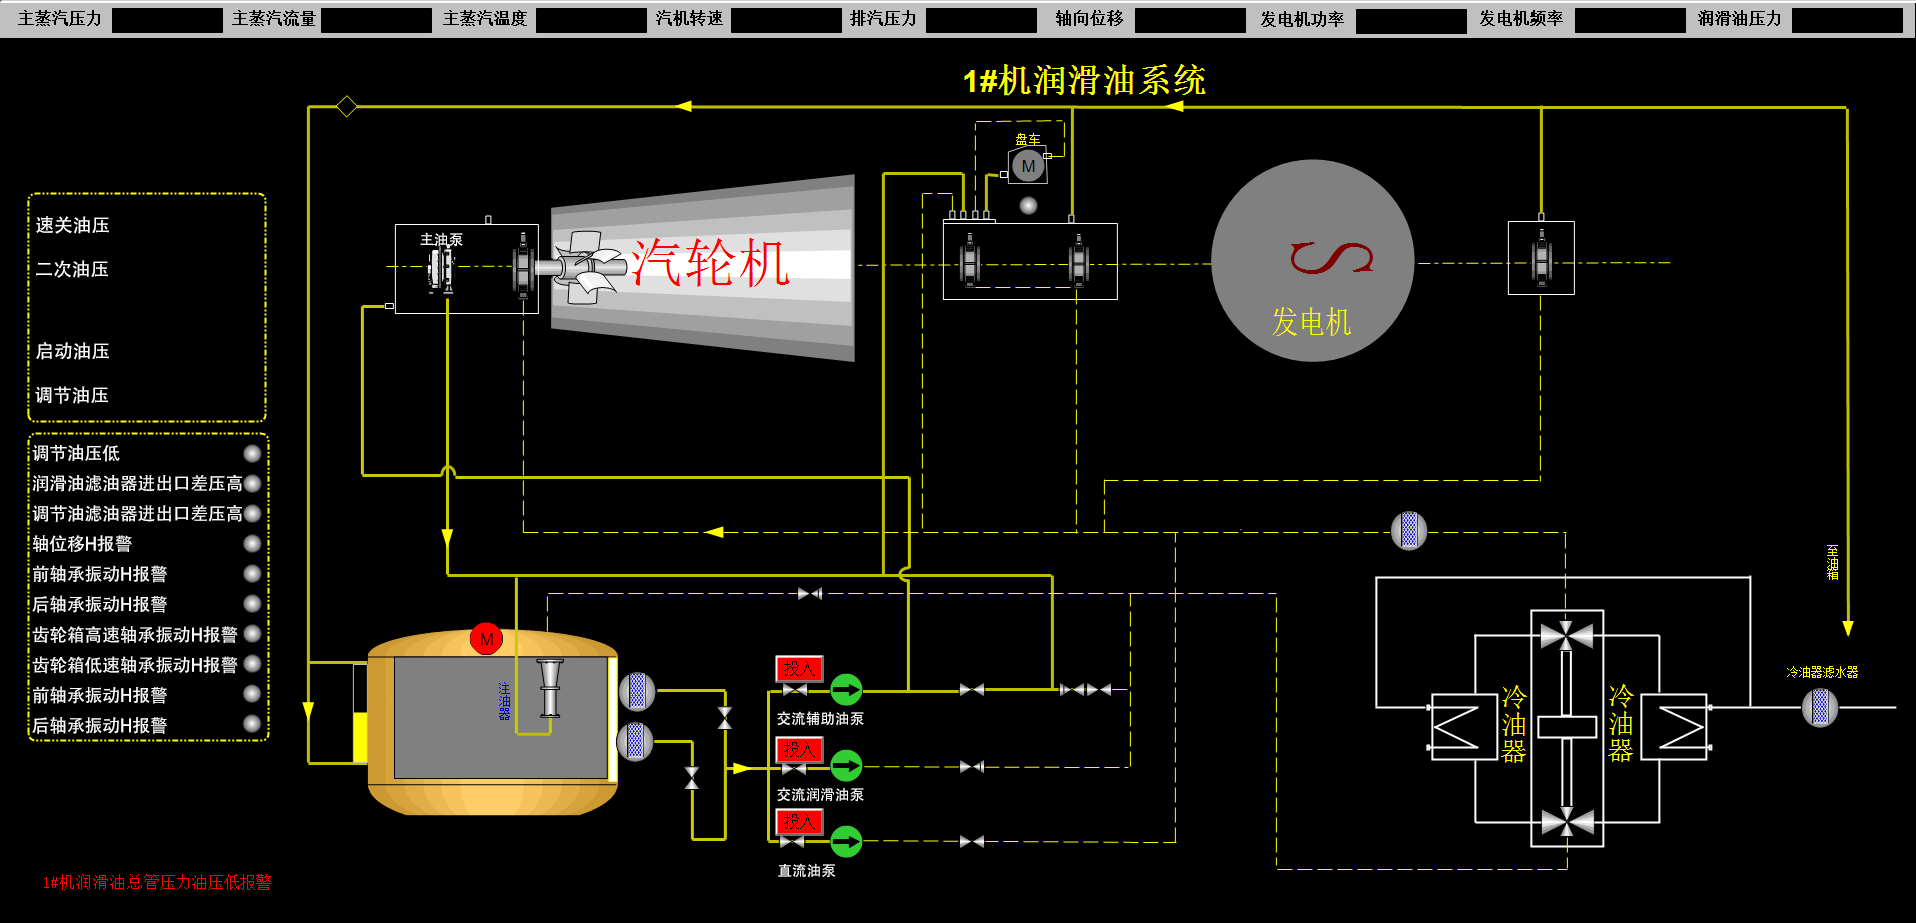 主蒸汽压力 主蒸汽流量 主蒸汽温度 汽机转速 排汽压力 轴向位移 发电机功率 发电机频率 润滑油压力
1#机润滑油系统
盘车
M
速关油压
主油泵
汽轮机
S
二次油压
发电机
启动油压
调节油压
调节油压低
润滑油滤油器进出口差压高
调节油滤油器进出口差压高
轴位移H报警
前轴承振动H报警
后轴承振动H报警
齿轮箱高速轴承振动H报警
齿轮箱低速轴承振动H报警
前轴承振动H报警
后轴承振动H报警
至油箱
M
注油器
投入
交流辅助油泵
投入
交流润滑油泵
投入
直流油泵
冷油器
冷油器
冷油器滤水器
1#机润滑油总管压力油压低报警